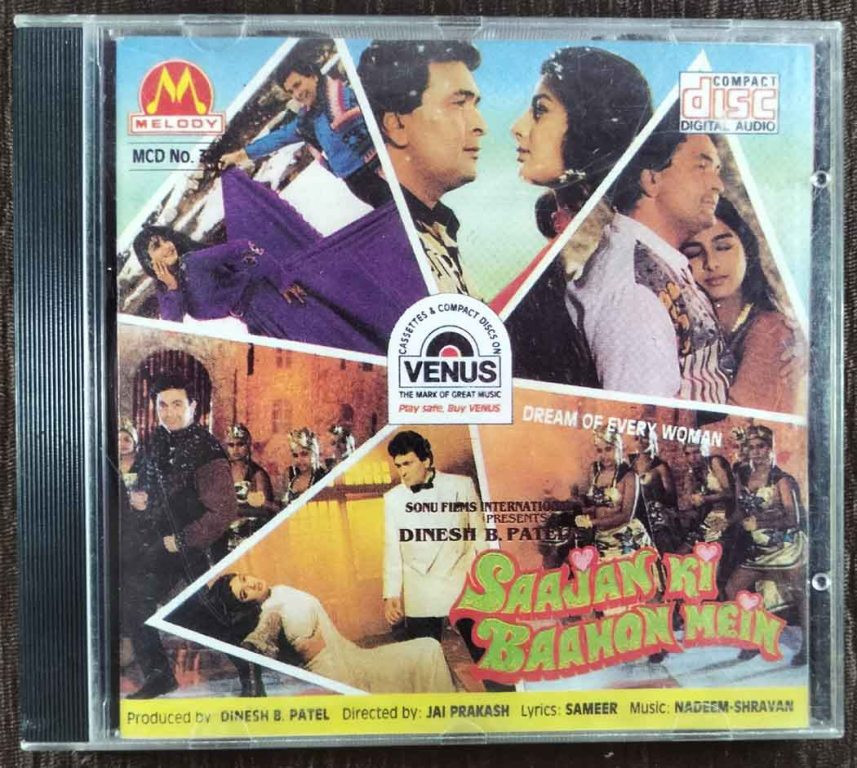 MELODY
MCD No.
COMPACT
disc
DIGITAL AUDIO
CASSETTES & COMPACT DISCS ON
VENUS
THE MARK OF GREAT MUSIC
Play safe, Buy VENUS
DREAM OF EVERY WOMAN
SONU FILMS INTERNATIO
PRESENTS
DINESH B. PATEL
SAAJAN KI
BAAHON MEIN
Produced by: DINESH B. PATEL Directed by: JAI PRAKASH Lyrics: SAMEER Music: NADEEM-SHRAVAN